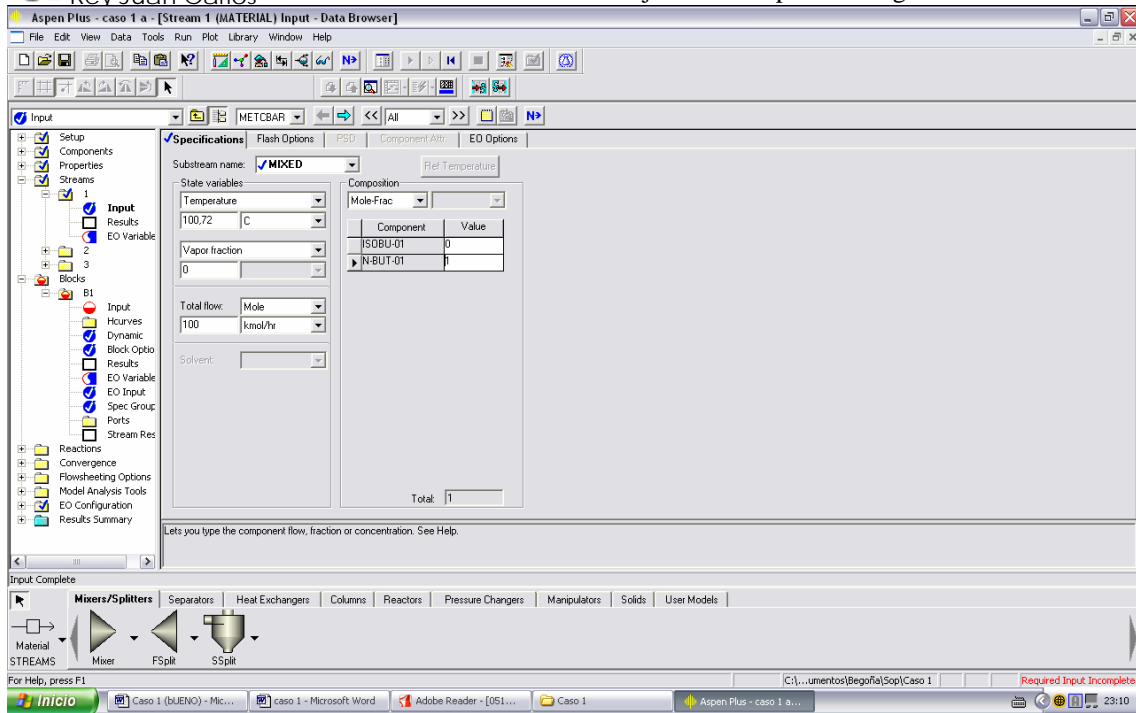 Rey Juan Carlos
Aspen Plus - caso 1 a - [Stream 1 (MATERIAL) Input - Data Browser]
File Edit View Data Tools Run Plot Library Window Help
N>
Input METCBAR << All >> N>
Setup
Components
Properties
Streams
1
Input
Results
EO Variable
2
3
Blocks
B1
Input
Hcurves
Dynamic
Block Optio
Results
EO Variable
EO Input
Spec Group
Ports
Stream Res
Reactions
Convergence
Flowsheeting Options
Model Analysis Tools
EO Configuration
Results Summary
Specifications Flash Options PSD Component Attr. EO Options
Substream name: MIXED Ref Temperature
State variables
Temperature
100,72 C
Vapor fraction
0
Total flow: Mole
100 kmol/hr
Solvent:
Composition
Mole-Frac
Component Value
ISOBU-01 0
N-BUT-01 1
Total: 1
Lets you type the component flow, fraction or concentration. See Help.
Input Complete
Mixers/Splitters Separators Heat Exchangers Columns Reactors Pressure Changers Manipulators Solids User Models
Material
STREAMS Mixer FSplit SSplit
For Help, press F1 C:\...umentos\Begoña\Sop\Caso 1 Required Input Incomplete
Inicio Caso 1 (bUENO) - Mic... caso 1 - Microsoft Word Adobe Reader - [051... Caso 1 Aspen Plus - caso 1 a... 23:10